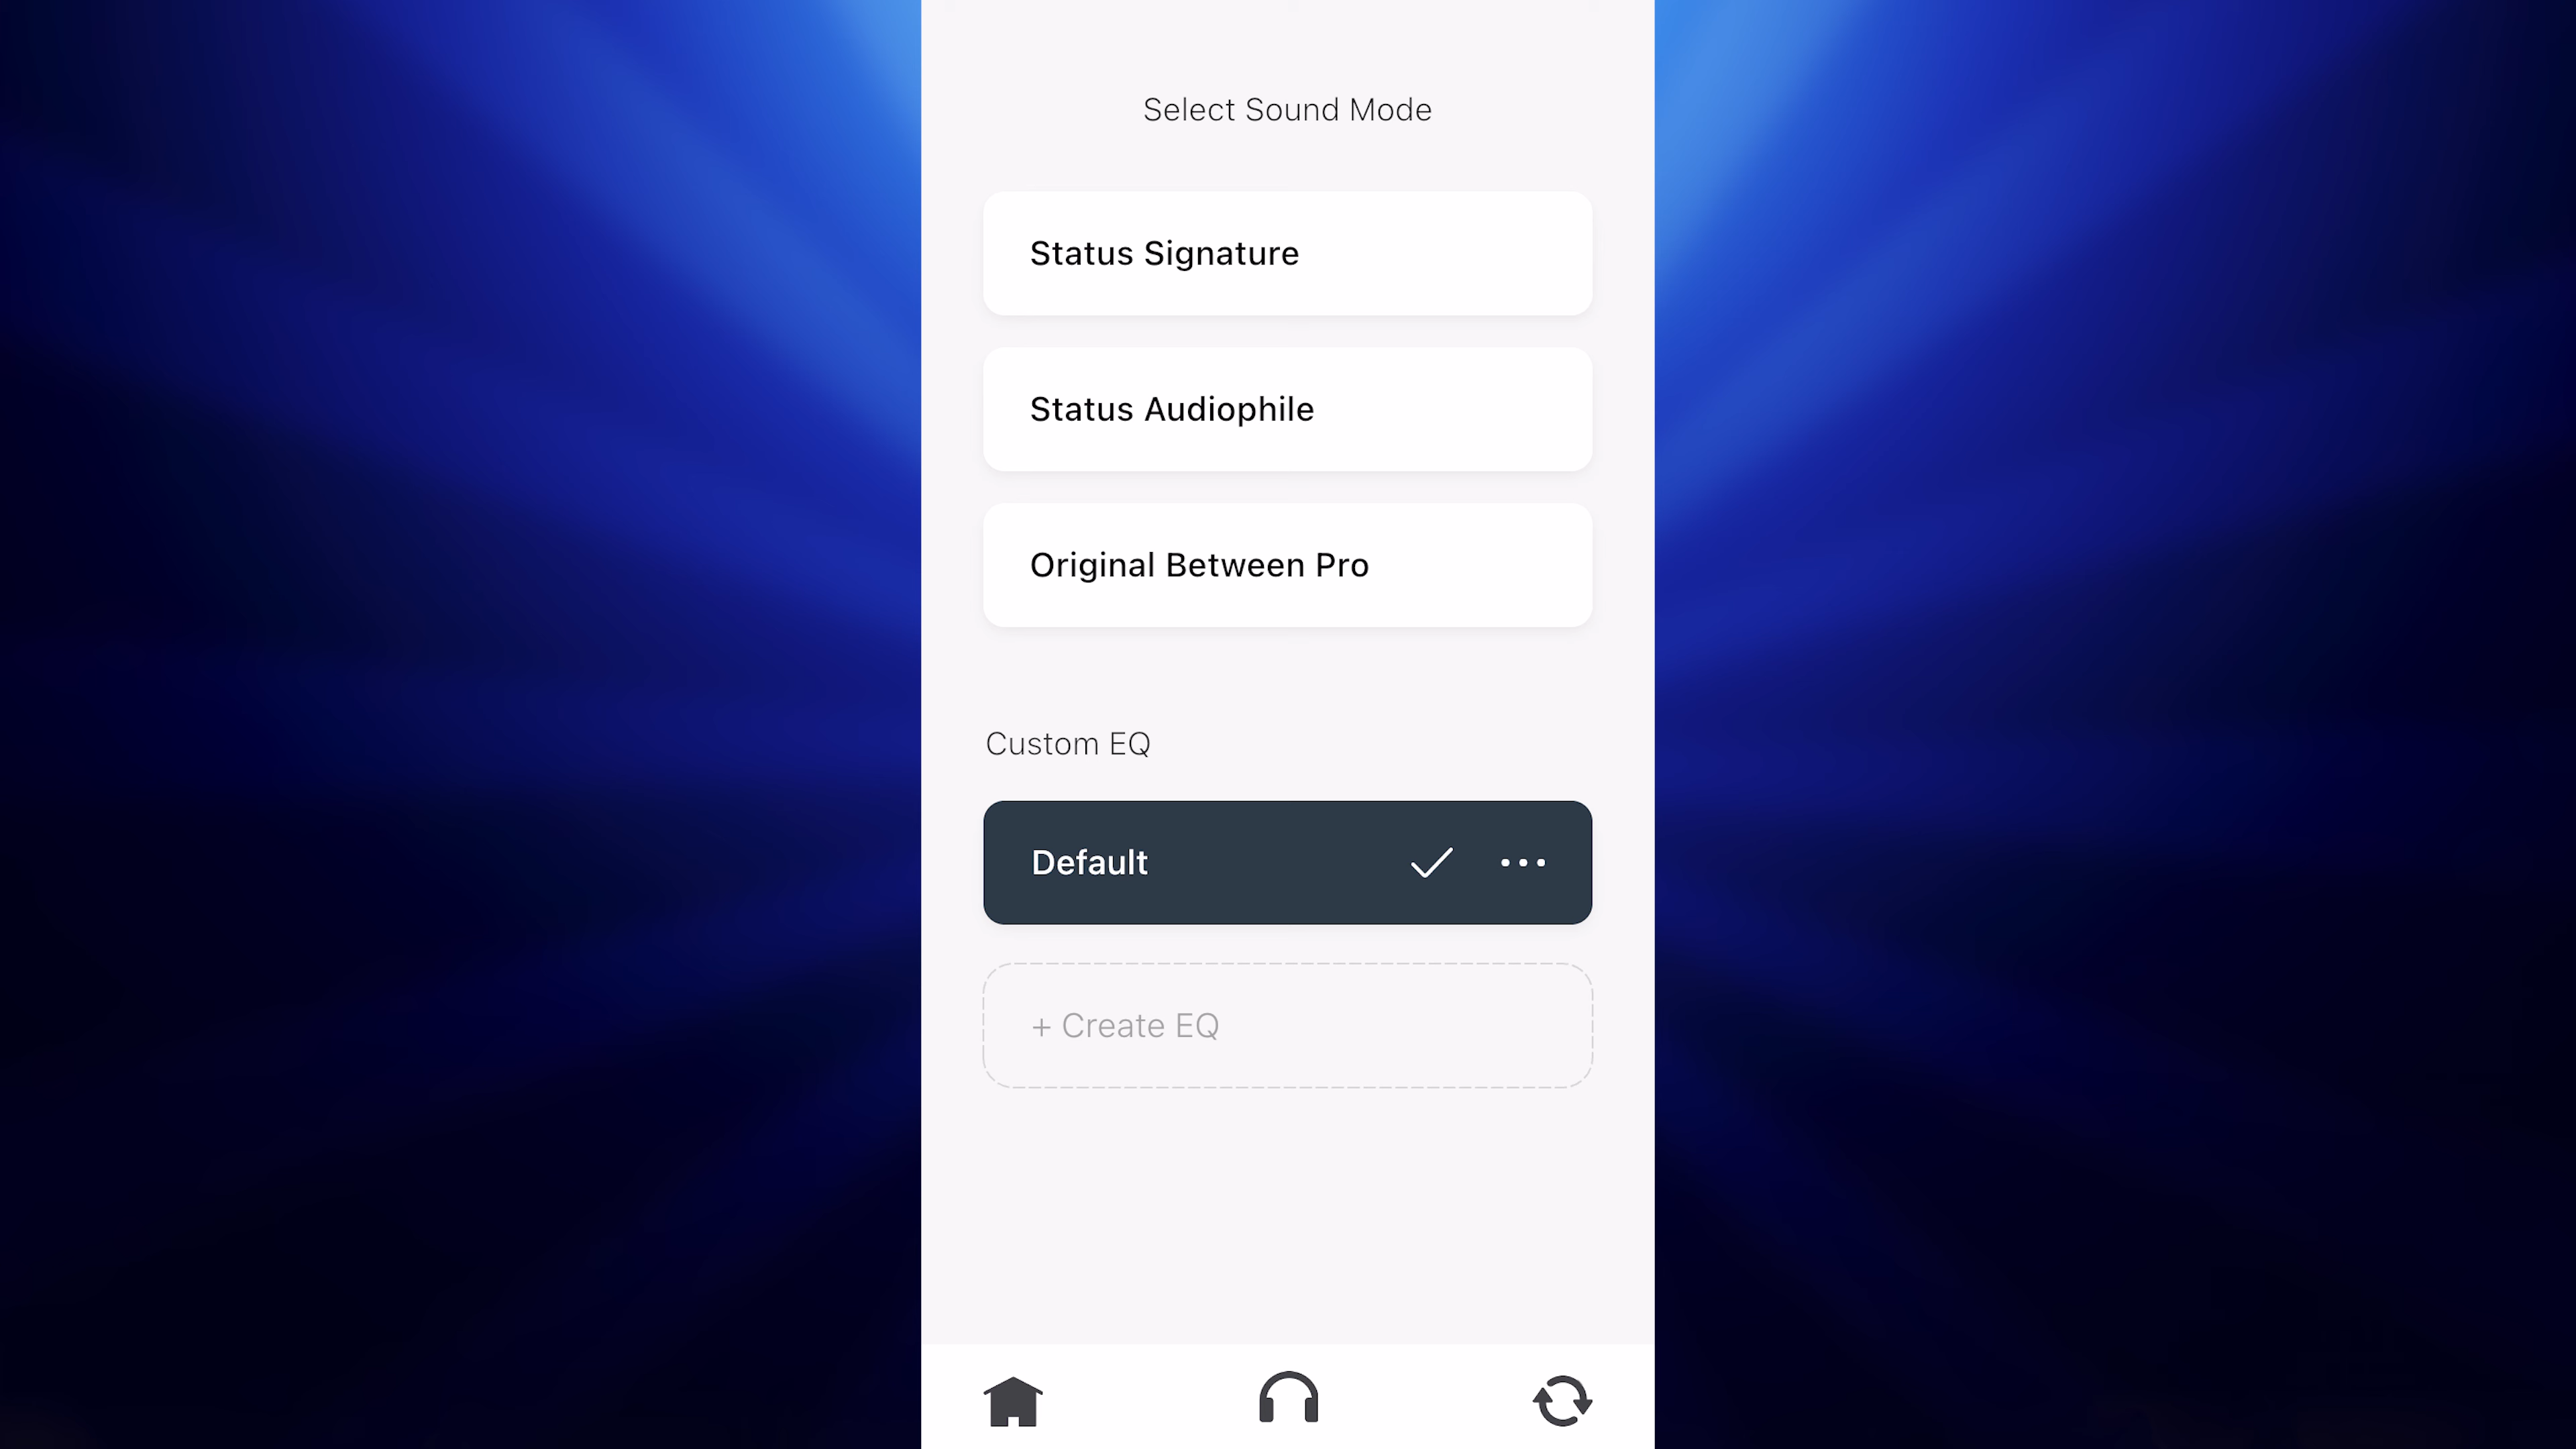 Select Sound Mode
Status Signature
Status Audiophile
Original Between Pro
Custom EQ
Default
+ Create EQ